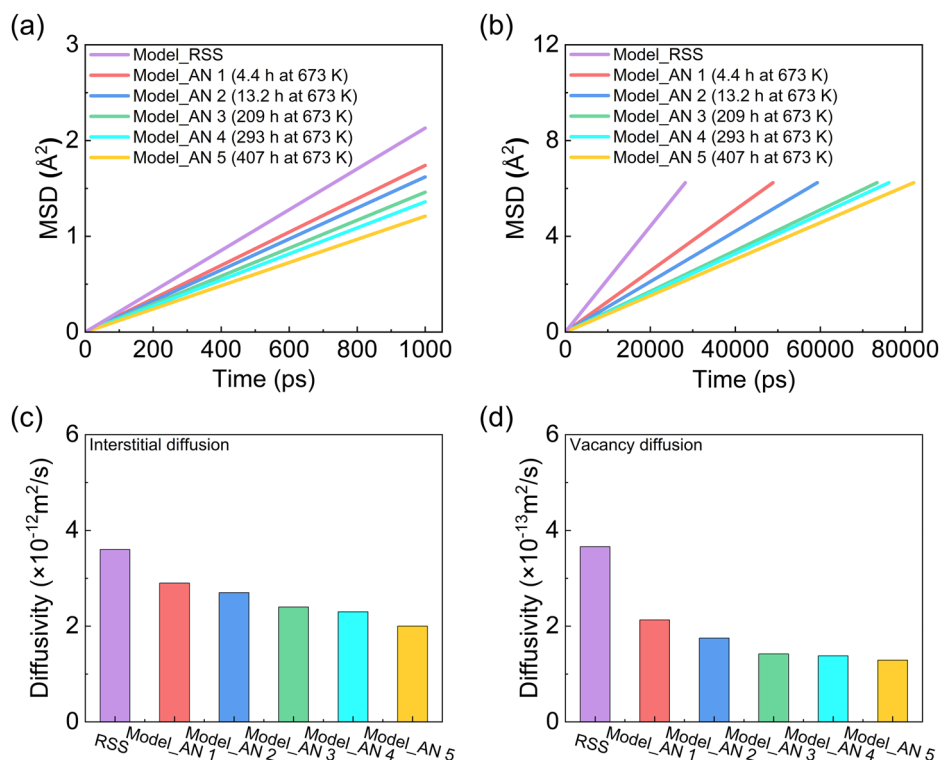 (a)
3
2
1
0
MSD (Å²)
Model_RSS
Model_AN 1 (4.4 h at 673 K)
Model_AN 2 (13.2 h at 673 K)
Model_AN 3 (209 h at 673 K)
Model_AN 4 (293 h at 673 K)
Model_AN 5 (407 h at 673 K)
0 200 400 600 800 1000
Time (ps)
(b)
12
8
4
0
MSD (Å²)
Model_RSS
Model_AN 1 (4.4 h at 673 K)
Model_AN 2 (13.2 h at 673 K)
Model_AN 3 (209 h at 673 K)
Model_AN 4 (293 h at 673 K)
Model_AN 5 (407 h at 673 K)
0 20000 40000 60000 80000
Time (ps)
(c)
6
4
2
0
Diffusivity (×10⁻¹²m²/s)
Interstitial diffusion
RSS
Model_AN 1
Model_AN 2
Model_AN 3
Model_AN 4
Model_AN 5
(d)
6
4
2
0
Diffusivity (×10⁻¹³m²/s)
Vacancy diffusion
RSS
Model_AN 1
Model_AN 2
Model_AN 3
Model_AN 4
Model_AN 5